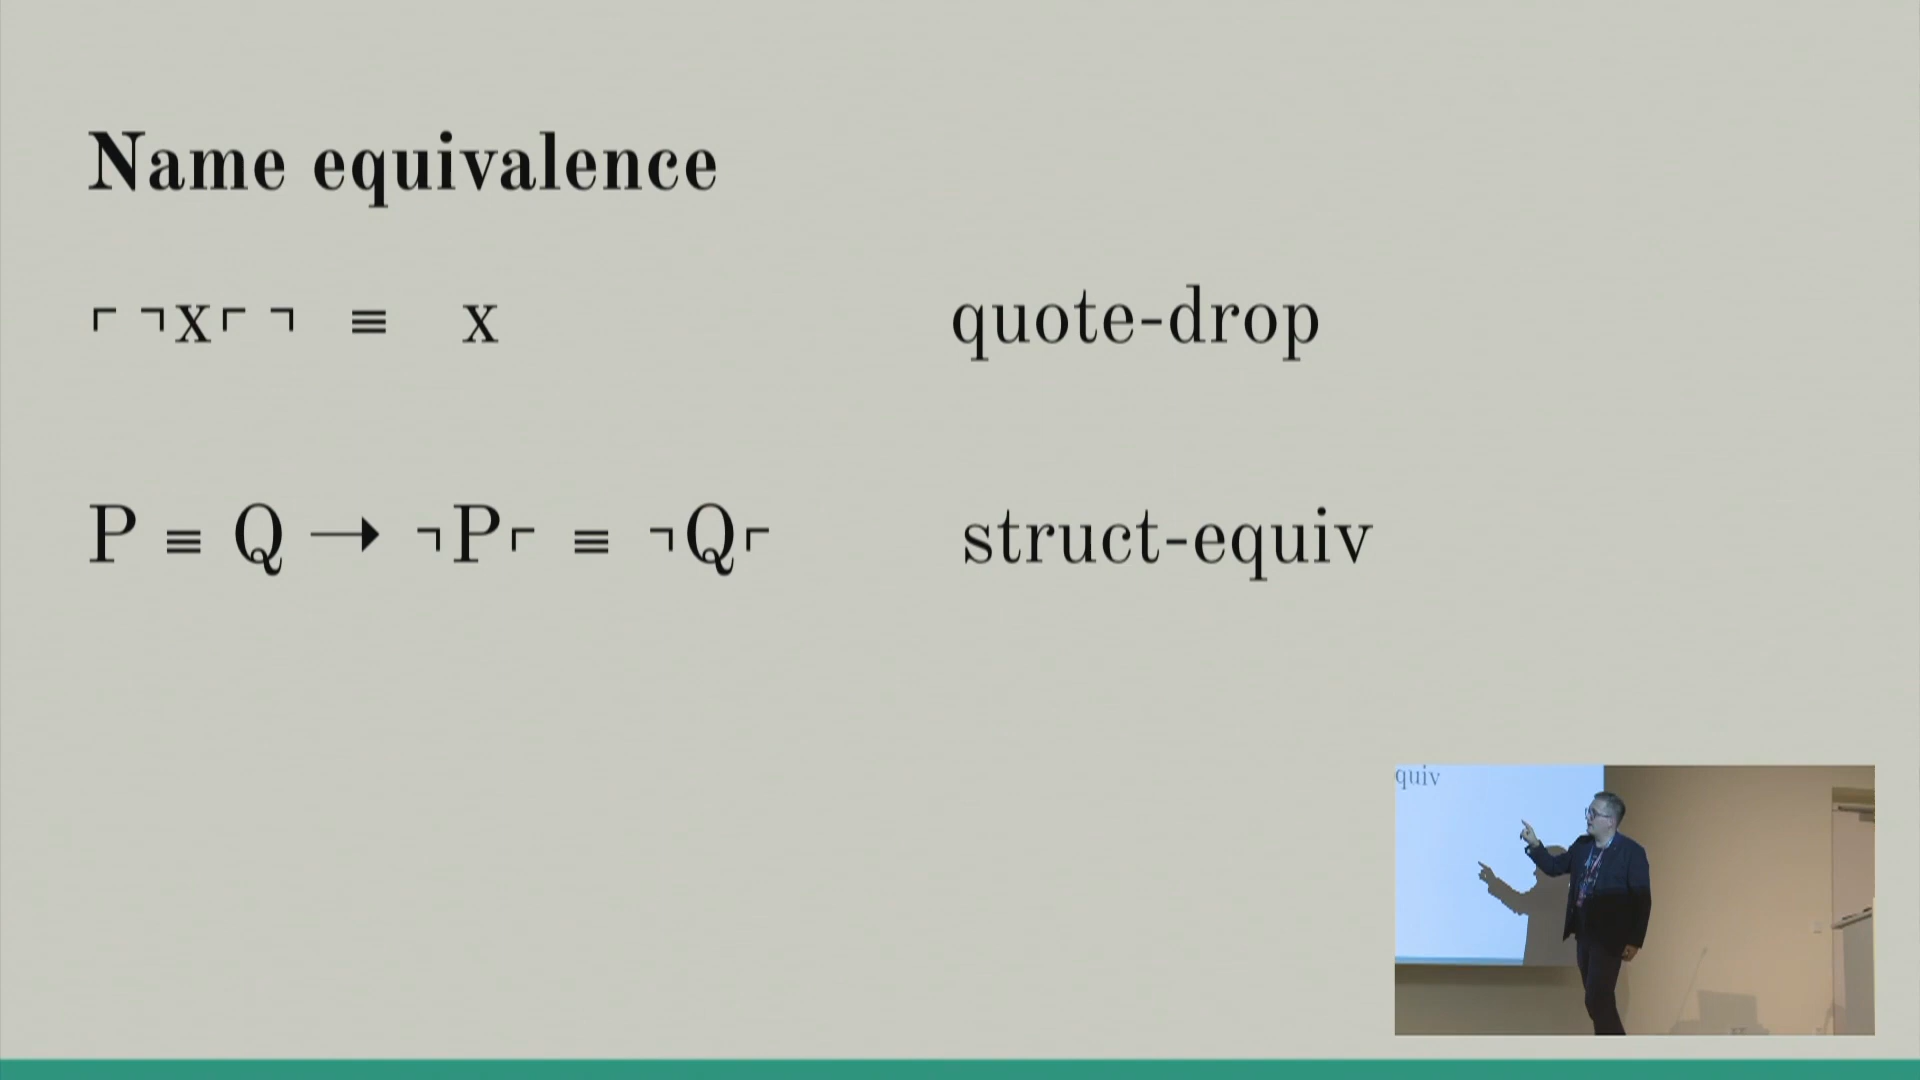 Name equivalence
⌜ ⌝x⌜ ⌝ ≡ x quote-drop
P ≡ Q → ⌝P⌜ ≡ ⌝Q⌜ struct-equiv
quiv